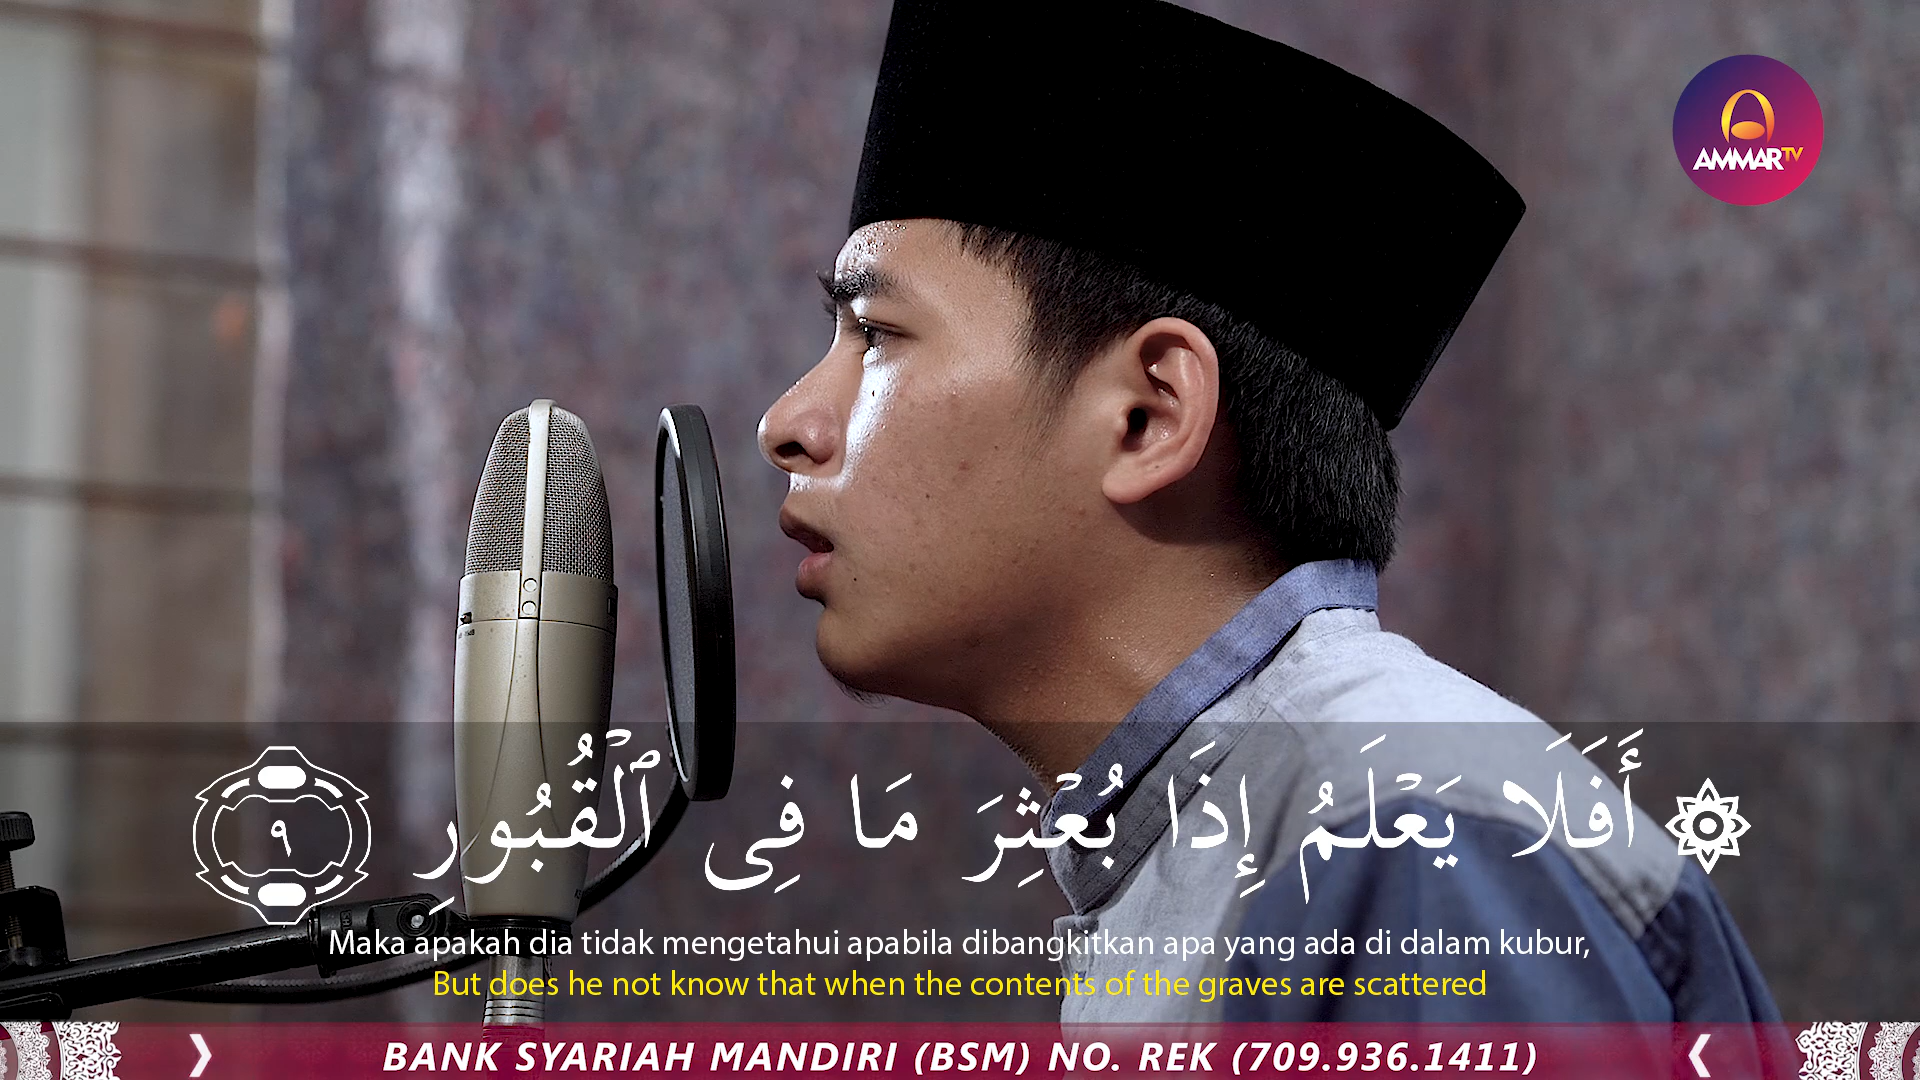 AMMARTV
۞ أَفَلَا يَعْلَمُ إِذَا بُعْثِرَ مَا فِى ٱلْقُبُورِ ٩
Maka apakah dia tidak mengetahui apabila dibangkitkan apa yang ada di dalam kubur,
But does he not know that when the contents of the graves are scattered
BANK SYARIAH MANDIRI (BSM) NO. REK (709.936.1411)